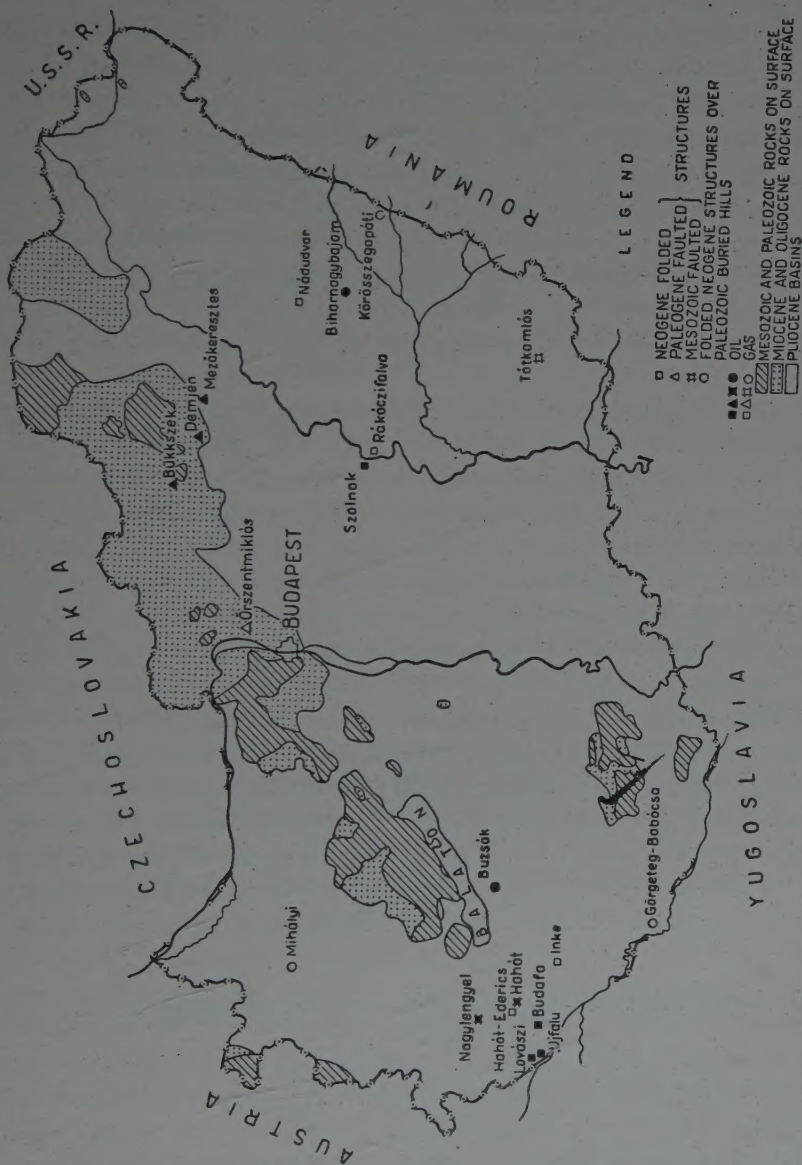 U.S.S.R.
CZECHOSLOVAKIA
AUSTRIA
ROUMANIA
YUGOSLAVIA
Bükkszék
Demjén
Mezőkeresztes
Őrszentmiklós
BUDAPEST
Nádudvar
Biharnagybajom
Körösszegapáti
Szolnok
Rákóczifalva
Tótkomlós
Mihályi
BALATON
Buzsák
Nagylengyel
Hahót-Ederics
Hahót
Lovászi
Budafa
Ujfalu
Inke
Görgeteg-Babócsa
LEGEND
NEOGENE FOLDED
PALEOGENE FAULTED
MESOZOIC FAULTED
STRUCTURES
FOLDED NEOGENE STRUCTURES OVER
PALEOZOIC BURIED HILLS
OIL
GAS
MESOZOIC AND PALEOZOIC ROCKS ON SURFACE
MIOCENE AND OLIGOCENE ROCKS ON SURFACE
PLIOCENE BASINS